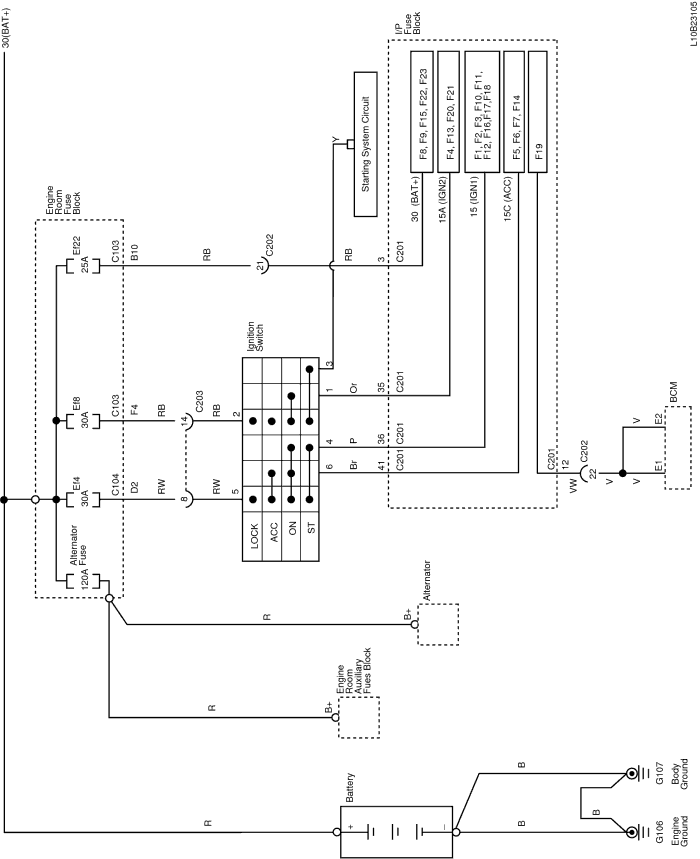 30(BAT+)
Engine
Room
Fuse
Block
Alternator
Fuse
120A
Ef4
30A
Ef8
30A
Ef22
25A
C104
D2
C103
F4
C103
B10
RW
RB
RB
8
14
C203
21
C202
RW
RB
RB
Ignition
Switch
5
2
LOCK
ACC
ON
ST
6
4
1
3
Br
P
Or
Y
Starting System Circuit
41
C201
36
C201
35
C201
3
C201
I/P
Fuse
Block
30 (BAT+)
F8, F9, F15, F22, F23
15A (IGN2)
F4, F13, F20, F21
15 (IGN1)
F1, F2, F3, F10, F11,
F12, F16,F17,F18
15C (ACC)
F5, F6, F7, F14
F19
C201
12
VW
22
C202
V
V
V
E1
E2
BCM
R
B+
Alternator
R
B+
Engine
Room
Auxiliary
Fues Block
R
Battery
+
–
B
B
B
G106
G107
Engine
Ground
Body
Ground
L10B23105